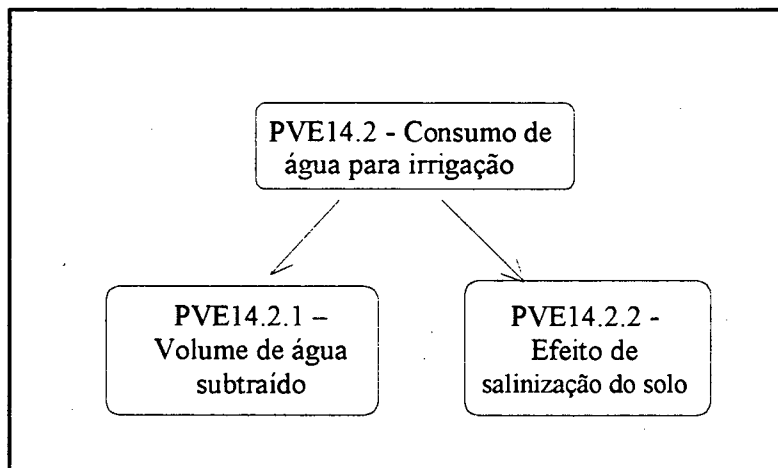 PVE14.2 - Consumo de
água para irrigação
PVE14.2.1 –
Volume de água
subtraído
PVE14.2.2 -
Efeito de
salinização do solo